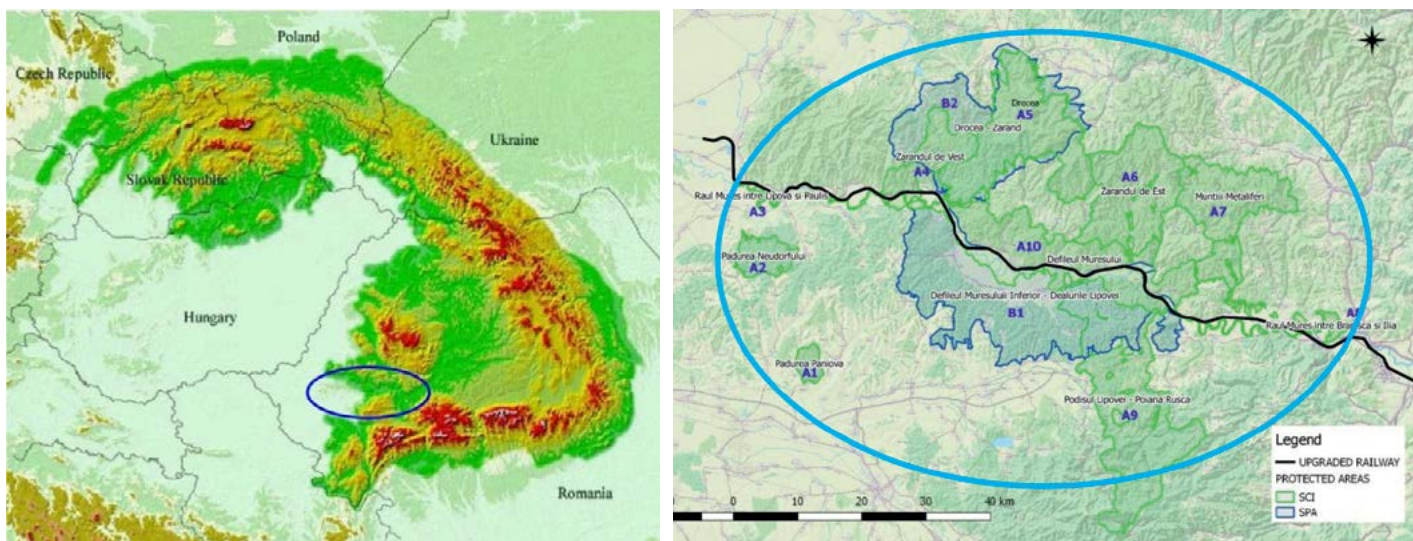 Poland
Czech Republic
Ukraine
Slovak Republic
Hungary
Romania
B2
Drocea
A5
Drocea - Zarand
Zarandul de Vest
A4
A6
Zarandul de Est
Raul Mures intre Lipova si Paulis
A3
Muntii Metaliferi
A7
A10
Padurea Neudorfului
A2
Defileul Muresului
Defileul Muresului Inferior - Dealurile Lipovei
B1
A8
Raul Mures intre Branisca si Ilia
Padurea Paniova
A1
Podisul Lipovei - Poiana Rusca
A9
Legend
UPGRADED RAILWAY
PROTECTED AREAS
SCI
SPA
0 10 20 30 40 km